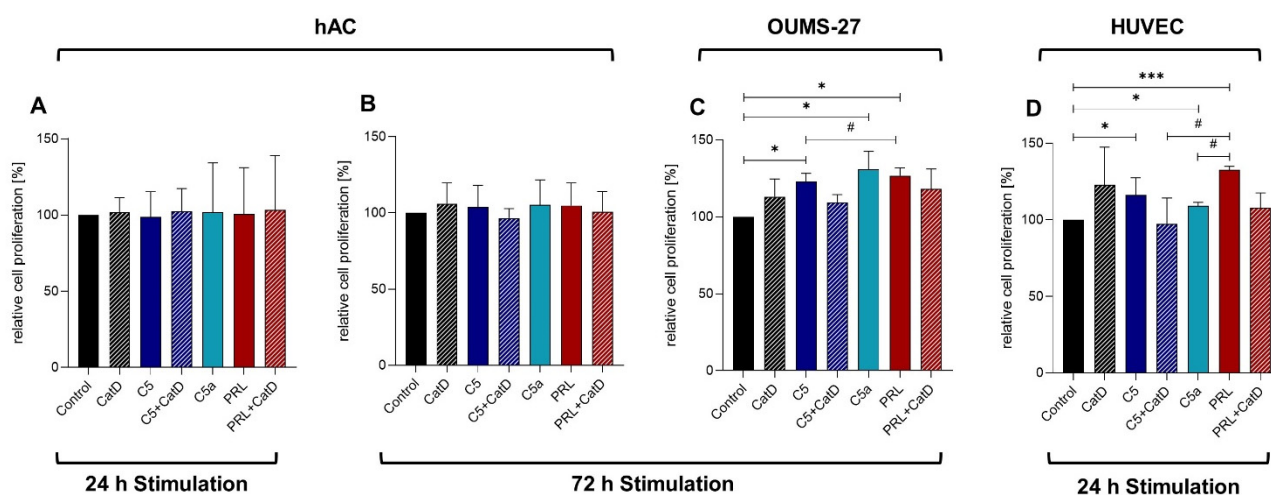 hAC
OUMS-27
HUVEC
A
relative cell proliferation [%]
150
100
50
0
Control
CatD
C5
C5+CatD
C5a
PRL
PRL+CatD
B
relative cell proliferation [%]
150
100
50
0
Control
CatD
C5
C5+CatD
C5a
PRL
PRL+CatD
C
*
*
#
*
relative cell proliferation [%]
150
100
50
0
Control
CatD
C5
C5+CatD
C5a
PRL
PRL+CatD
D
***
*
#
*
#
relative cell proliferation [%]
150
100
50
0
Control
CatD
C5
C5+CatD
C5a
PRL
PRL+CatD
24 h Stimulation
72 h Stimulation
24 h Stimulation